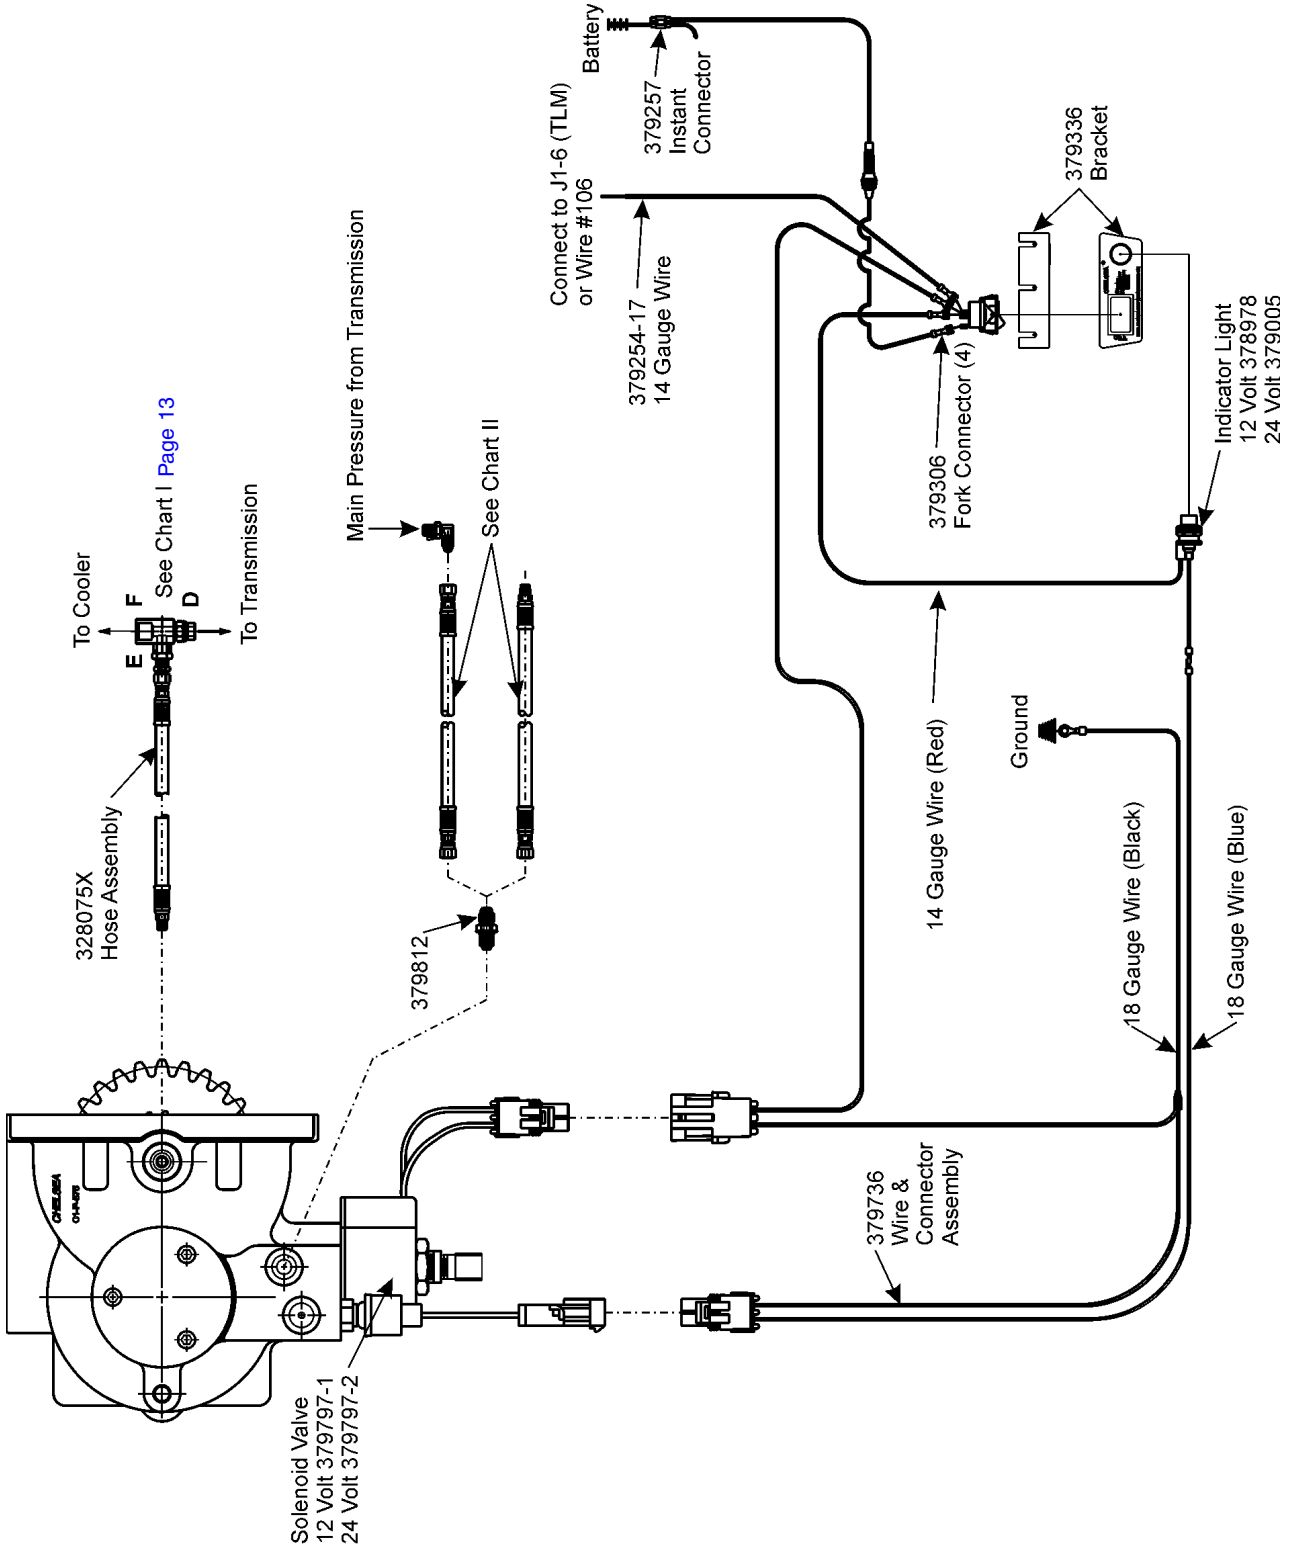 To Cooler
E
F
D
See Chart I Page 13
To Transmission
328075X
Hose Assembly
CHELSEA
Main Pressure from Transmission
See Chart II
379812
Solenoid Valve
12 Volt 379797-1
24 Volt 379797-2
Battery
379257
Instant
Connector
Connect to J1-6 (TLM)
or Wire #106
379254-17
14 Gauge Wire
379336
Bracket
379306
Fork Connector (4)
Indicator Light
12 Volt 378978
24 Volt 379005
14 Gauge Wire (Red)
Ground
18 Gauge Wire (Black)
18 Gauge Wire (Blue)
379736
Wire &
Connector
Assembly